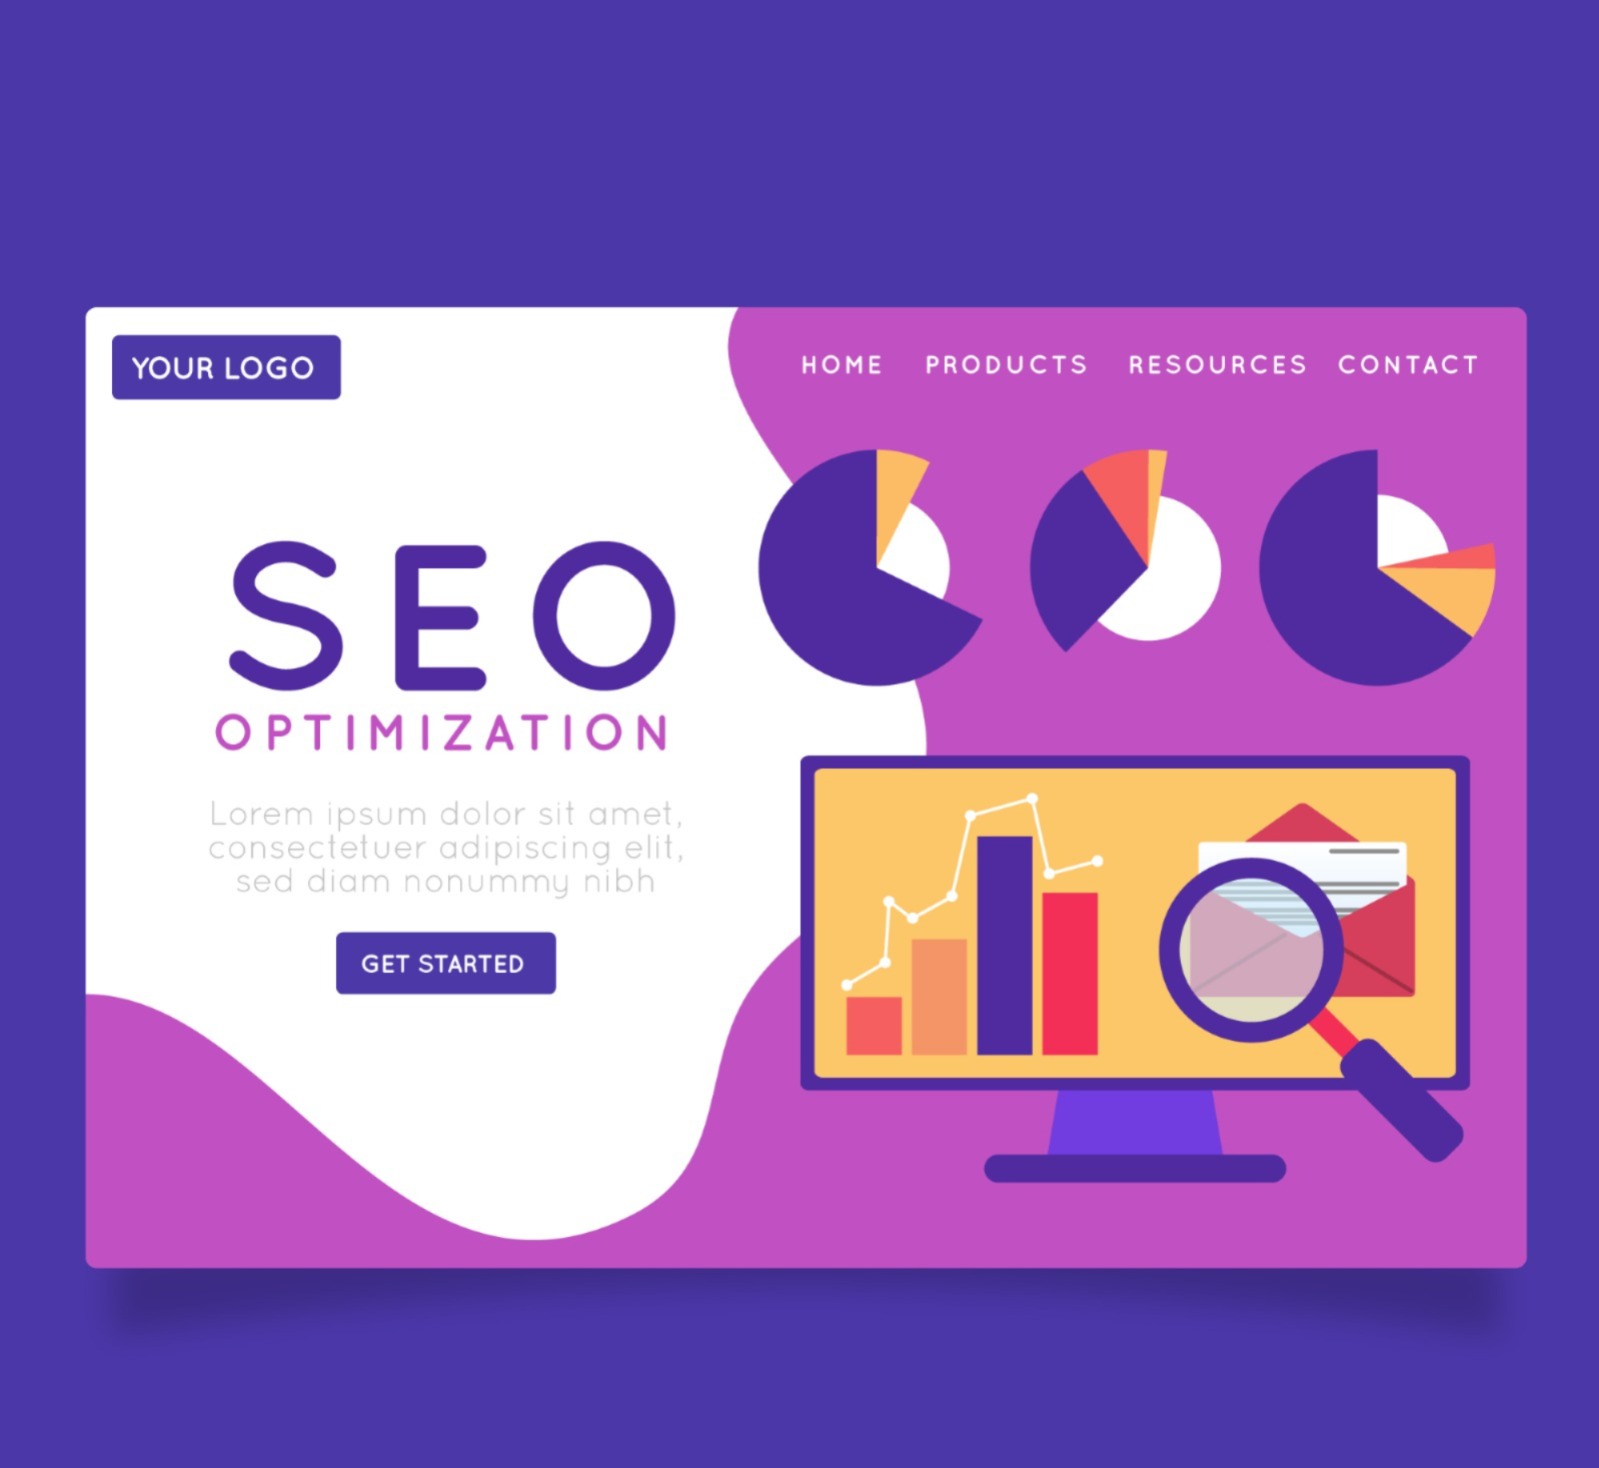 YOUR LOGO
HOME PRODUCTS RESOURCES CONTACT
SEO
OPTIMIZATION
Lorem ipsum dolor sit amet,
consectetuer adipiscing elit,
sed diam nonummy nibh
GET STARTED